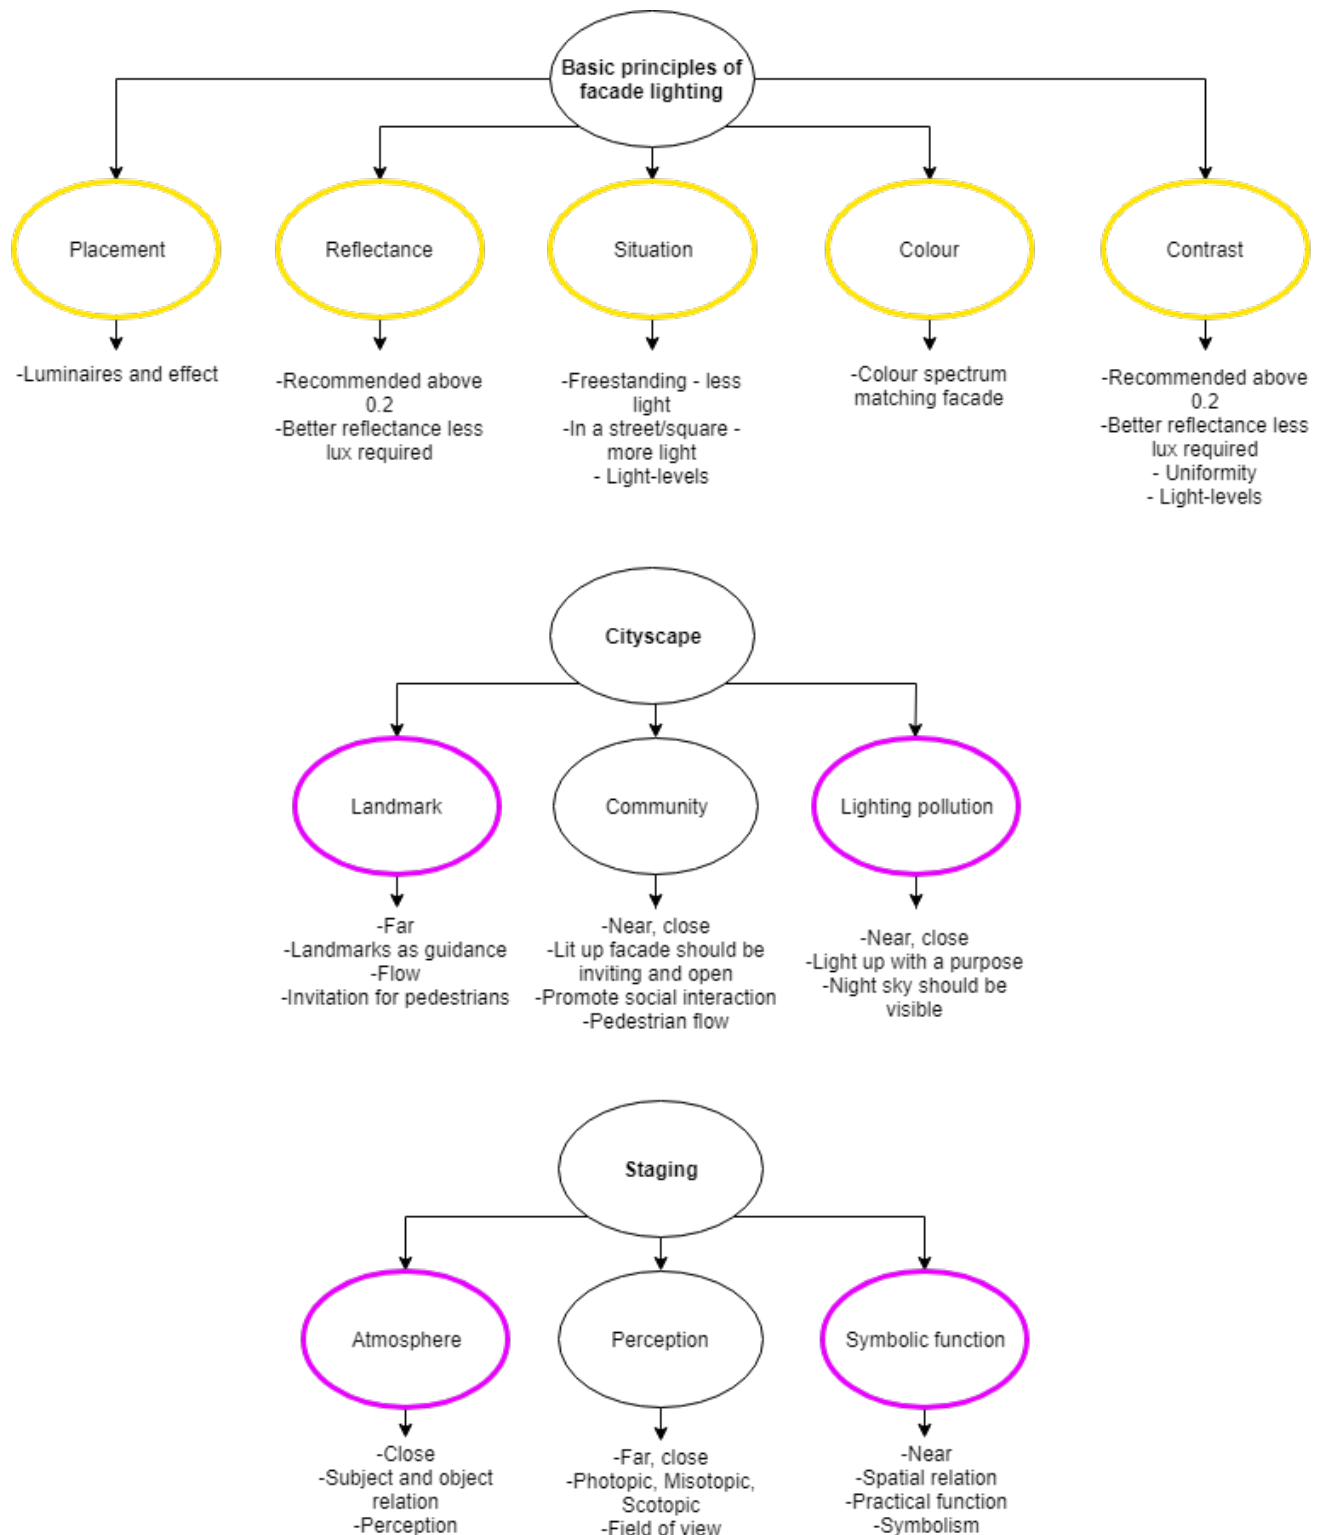 Basic principles of
facade lighting
Placement
Reflectance
Situation
Colour
Contrast
-Luminaires and effect
-Recommended above
0.2
-Better reflectance less
lux required
-Freestanding - less
light
-In a street/square -
more light
- Light-levels
-Colour spectrum
matching facade
-Recommended above
0.2
-Better reflectance less
lux required
- Uniformity
- Light-levels
Cityscape
Landmark
Community
Lighting pollution
-Far
-Landmarks as guidance
-Flow
-Invitation for pedestrians
-Near, close
-Lit up facade should be
inviting and open
-Promote social interaction
-Pedestrian flow
-Near, close
-Light up with a purpose
-Night sky should be
visible
Staging
Atmosphere
Perception
Symbolic function
-Close
-Subject and object
relation
-Perception
-Far, close
-Photopic, Misotopic,
Scotopic
-Field of view
-Near
-Spatial relation
-Practical function
-Symbolism